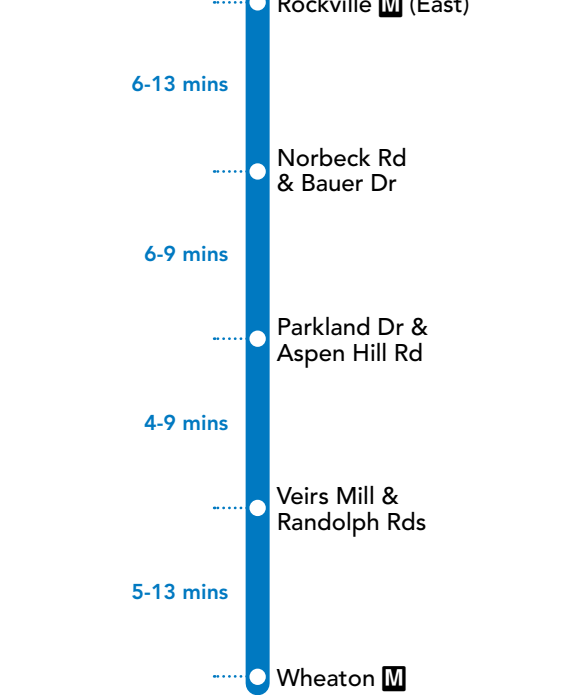 Rockville M (East)
6-13 mins
Norbeck Rd
& Bauer Dr
6-9 mins
Parkland Dr &
Aspen Hill Rd
4-9 mins
Veirs Mill &
Randolph Rds
5-13 mins
Wheaton M